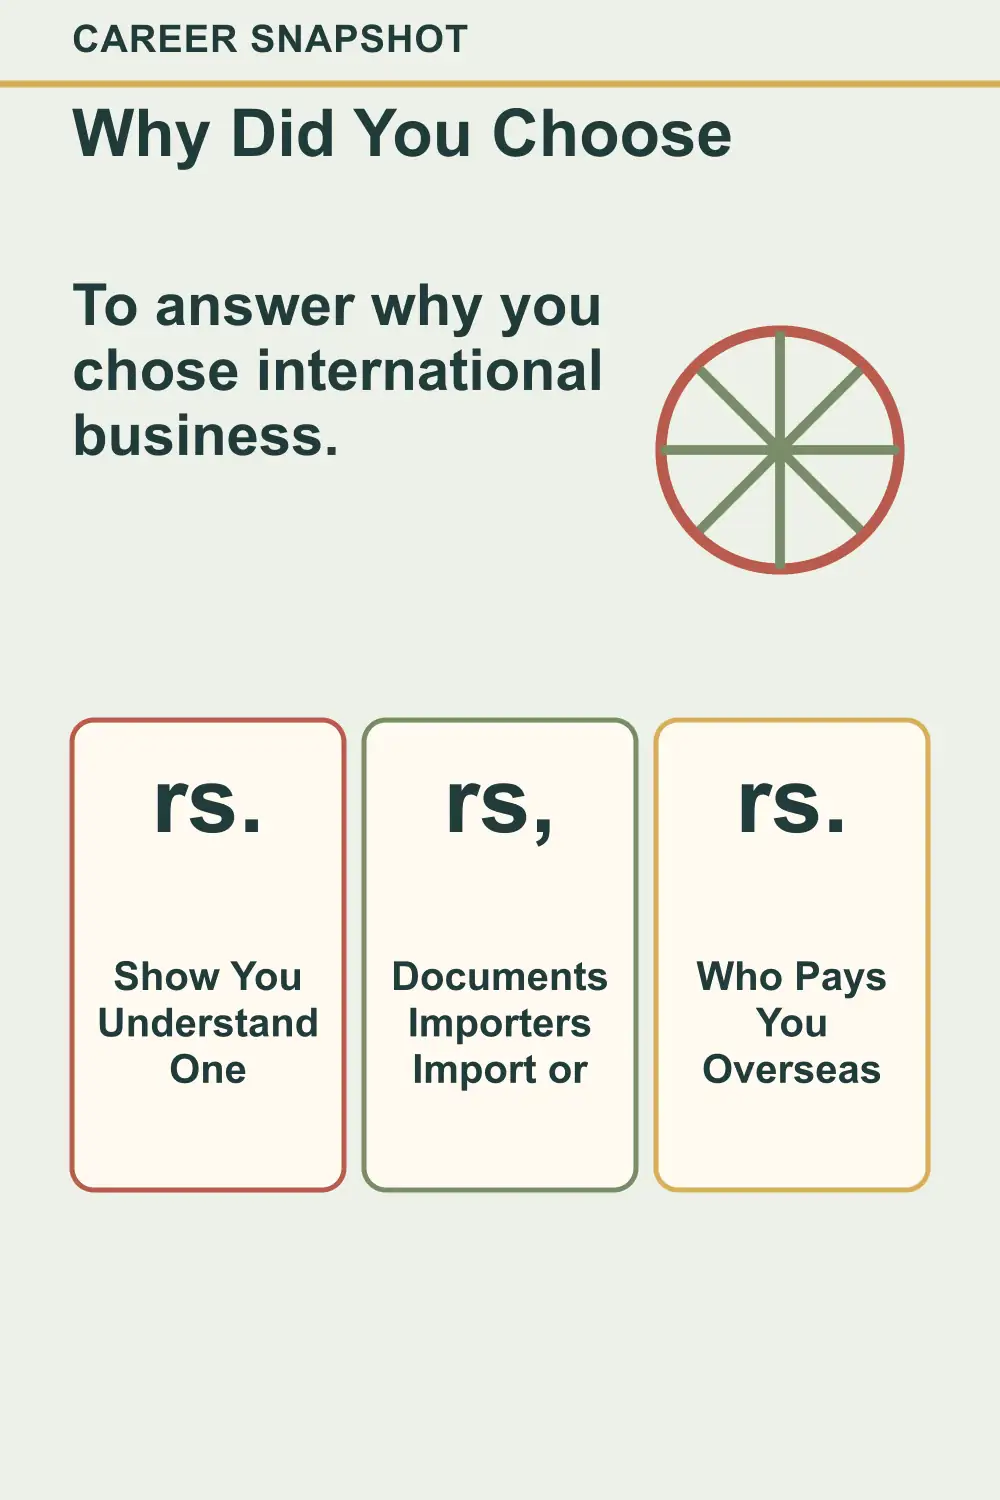 CAREER SNAPSHOT
Why Did You Choose
To answer why you
chose international
business.
rs.
Show You
Understand
One
rs,
Documents
Importers
Import or
rs.
Who Pays
You
Overseas